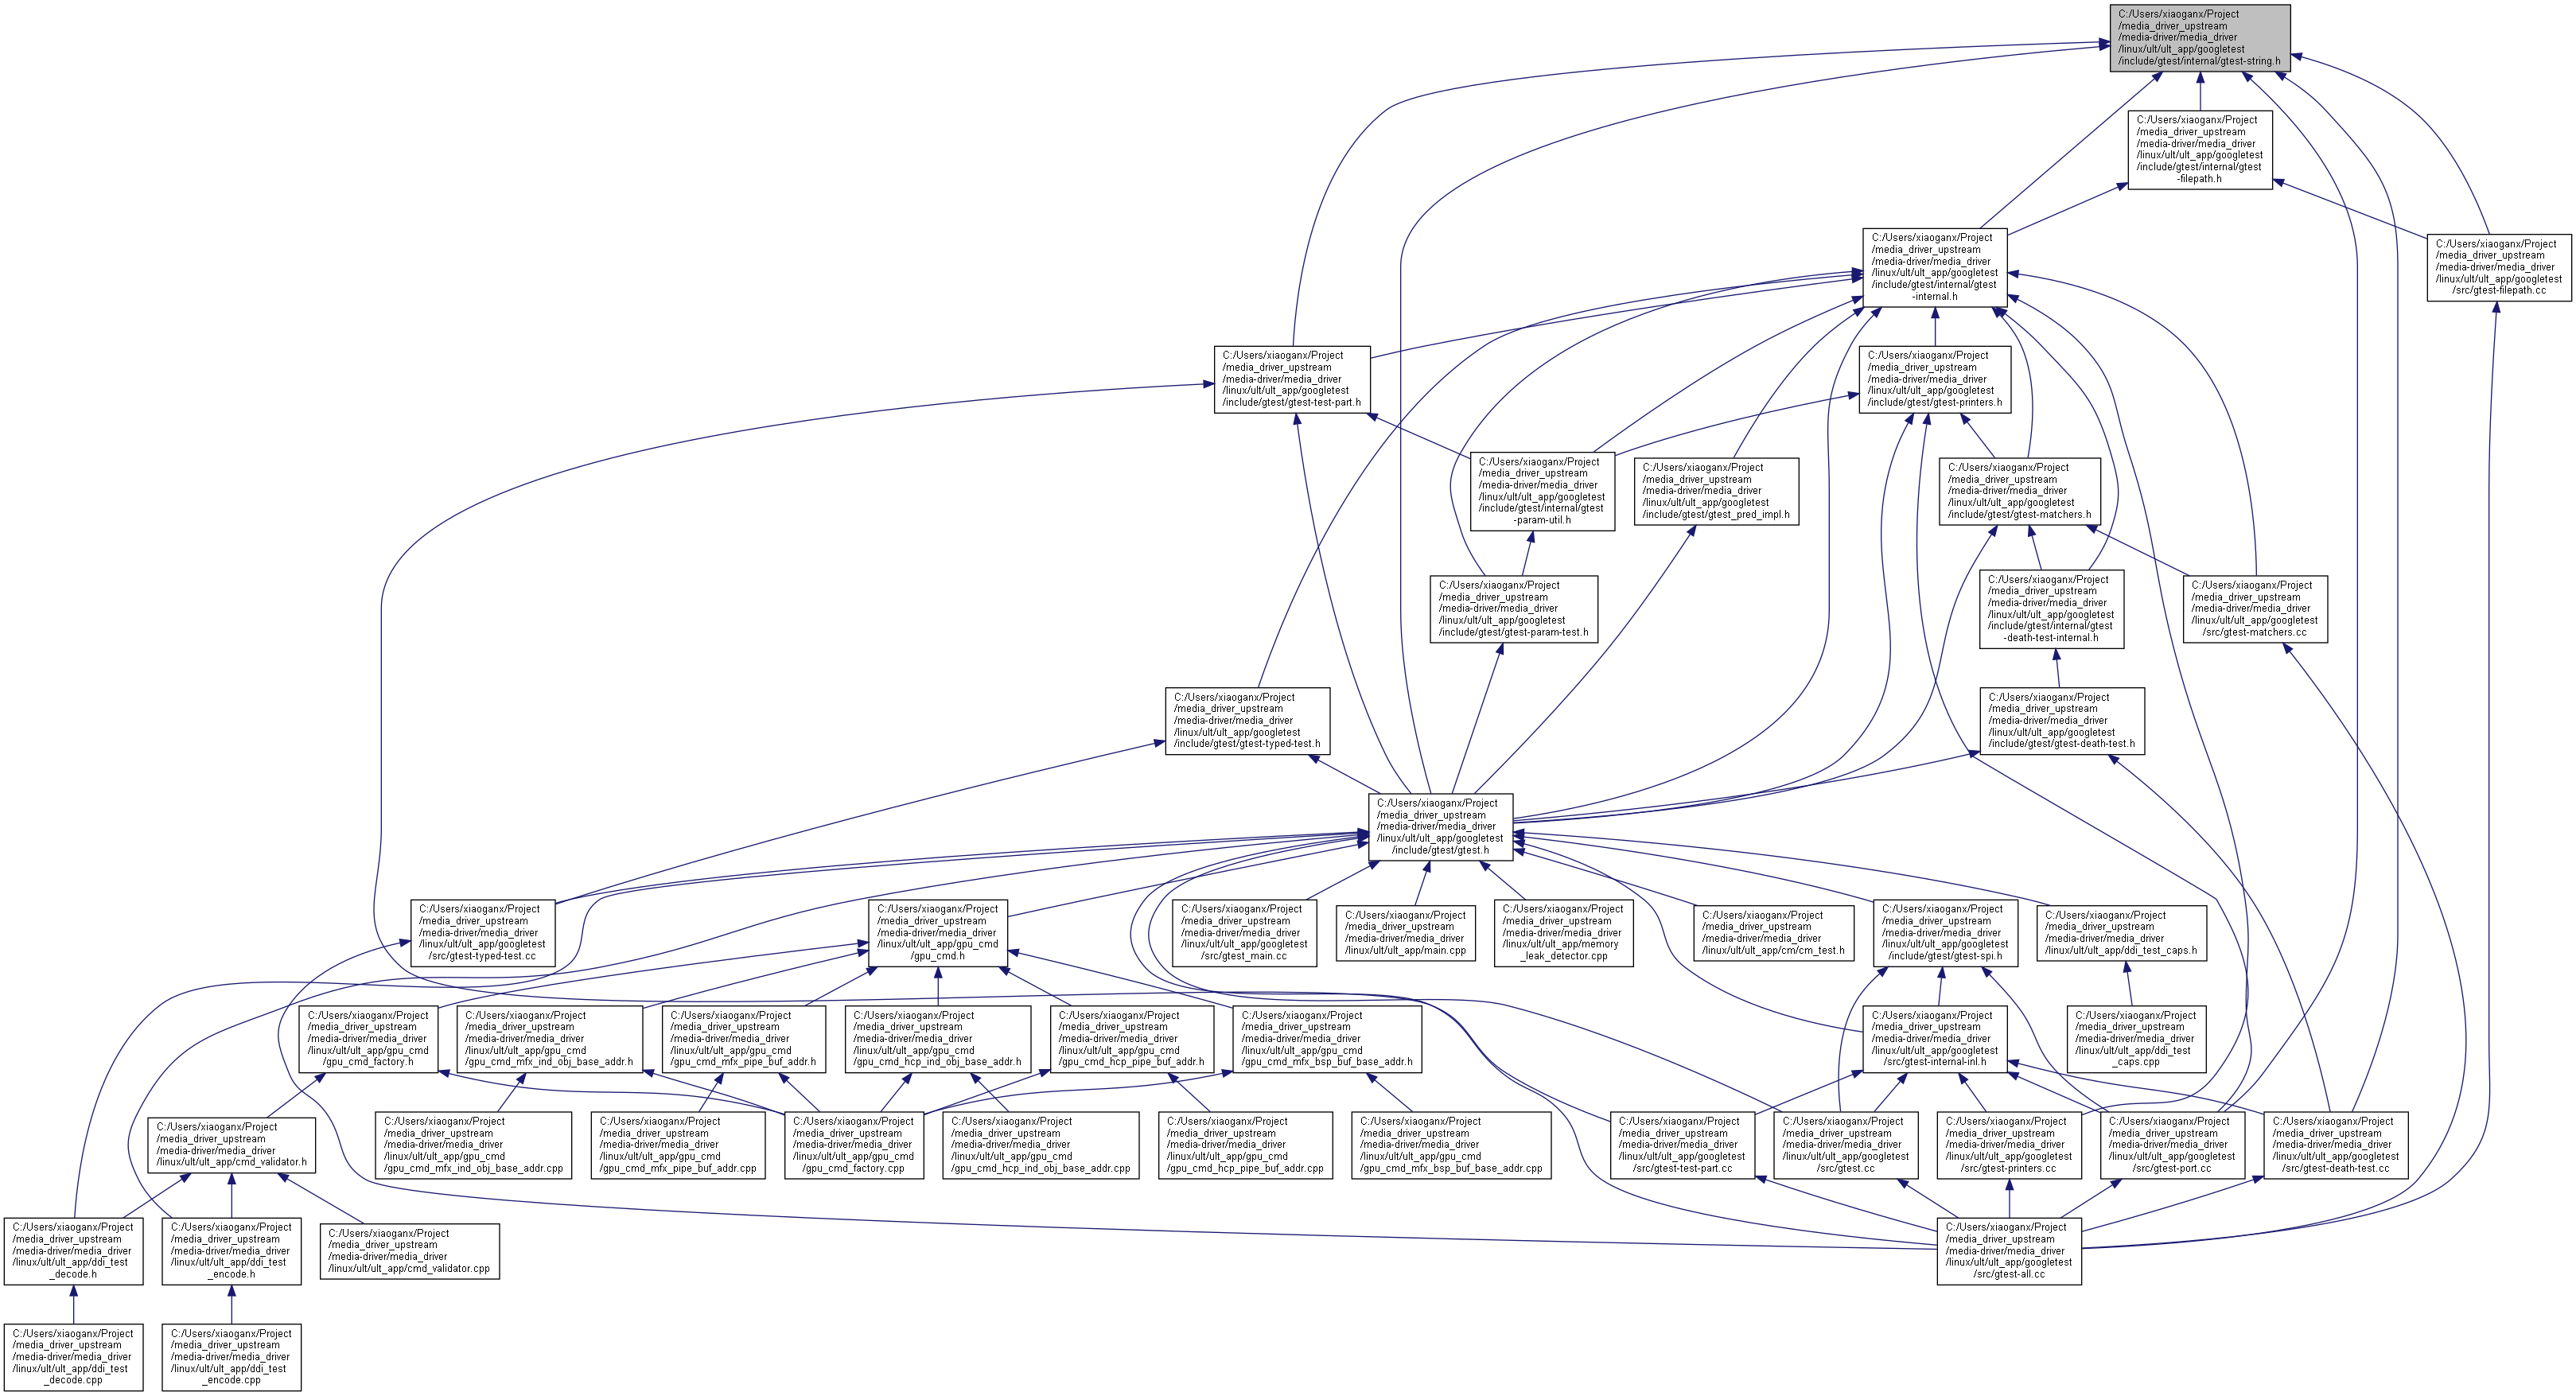 C:/Users/xiaoganx/Project
/media_driver_upstream
/media-driver/media_driver
/linux/ult/ult_app/googletest
/include/gtest/internal/gtest-string.h
C:/Users/xiaoganx/Project
/media_driver_upstream
/media-driver/media_driver
/linux/ult/ult_app/googletest
/include/gtest/internal/gtest
-filepath.h
C:/Users/xiaoganx/Project
/media_driver_upstream
/media-driver/media_driver
/linux/ult/ult_app/googletest
/include/gtest/internal/gtest
-internal.h
C:/Users/xiaoganx/Project
/media_driver_upstream
/media-driver/media_driver
/linux/ult/ult_app/googletest
/src/gtest-filepath.cc
C:/Users/xiaoganx/Project
/media_driver_upstream
/media-driver/media_driver
/linux/ult/ult_app/googletest
/include/gtest/gtest-test-part.h
C:/Users/xiaoganx/Project
/media_driver_upstream
/media-driver/media_driver
/linux/ult/ult_app/googletest
/include/gtest/gtest-printers.h
C:/Users/xiaoganx/Project
/media_driver_upstream
/media-driver/media_driver
/linux/ult/ult_app/googletest
/include/gtest/internal/gtest
-param-util.h
C:/Users/xiaoganx/Project
/media_driver_upstream
/media-driver/media_driver
/linux/ult/ult_app/googletest
/include/gtest/gtest_pred_impl.h
C:/Users/xiaoganx/Project
/media_driver_upstream
/media-driver/media_driver
/linux/ult/ult_app/googletest
/include/gtest/gtest-matchers.h
C:/Users/xiaoganx/Project
/media_driver_upstream
/media-driver/media_driver
/linux/ult/ult_app/googletest
/include/gtest/gtest-param-test.h
C:/Users/xiaoganx/Project
/media_driver_upstream
/media-driver/media_driver
/linux/ult/ult_app/googletest
/include/gtest/internal/gtest
-death-test-internal.h
C:/Users/xiaoganx/Project
/media_driver_upstream
/media-driver/media_driver
/linux/ult/ult_app/googletest
/src/gtest-matchers.cc
C:/Users/xiaoganx/Project
/media_driver_upstream
/media-driver/media_driver
/linux/ult/ult_app/googletest
/include/gtest/gtest-typed-test.h
C:/Users/xiaoganx/Project
/media_driver_upstream
/media-driver/media_driver
/linux/ult/ult_app/googletest
/include/gtest/gtest-death-test.h
C:/Users/xiaoganx/Project
/media_driver_upstream
/media-driver/media_driver
/linux/ult/ult_app/googletest
/include/gtest/gtest.h
C:/Users/xiaoganx/Project
/media_driver_upstream
/media-driver/media_driver
/linux/ult/ult_app/googletest
/src/gtest-typed-test.cc
C:/Users/xiaoganx/Project
/media_driver_upstream
/media-driver/media_driver
/linux/ult/ult_app/gpu_cmd
/gpu_cmd.h
C:/Users/xiaoganx/Project
/media_driver_upstream
/media-driver/media_driver
/linux/ult/ult_app/googletest
/src/gtest_main.cc
C:/Users/xiaoganx/Project
/media_driver_upstream
/media-driver/media_driver
/linux/ult/ult_app/main.cpp
C:/Users/xiaoganx/Project
/media_driver_upstream
/media-driver/media_driver
/linux/ult/ult_app/memory
_leak_detector.cpp
C:/Users/xiaoganx/Project
/media_driver_upstream
/media-driver/media_driver
/linux/ult/ult_app/cm/cm_test.h
C:/Users/xiaoganx/Project
/media_driver_upstream
/media-driver/media_driver
/linux/ult/ult_app/googletest
/include/gtest/gtest-spi.h
C:/Users/xiaoganx/Project
/media_driver_upstream
/media-driver/media_driver
/linux/ult/ult_app/ddi_test_caps.h
C:/Users/xiaoganx/Project
/media_driver_upstream
/media-driver/media_driver
/linux/ult/ult_app/gpu_cmd
/gpu_cmd_factory.h
C:/Users/xiaoganx/Project
/media_driver_upstream
/media-driver/media_driver
/linux/ult/ult_app/gpu_cmd
/gpu_cmd_mfx_ind_obj_base_addr.h
C:/Users/xiaoganx/Project
/media_driver_upstream
/media-driver/media_driver
/linux/ult/ult_app/gpu_cmd
/gpu_cmd_mfx_pipe_buf_addr.h
C:/Users/xiaoganx/Project
/media_driver_upstream
/media-driver/media_driver
/linux/ult/ult_app/gpu_cmd
/gpu_cmd_hcp_ind_obj_base_addr.h
C:/Users/xiaoganx/Project
/media_driver_upstream
/media-driver/media_driver
/linux/ult/ult_app/gpu_cmd
/gpu_cmd_hcp_pipe_buf_addr.h
C:/Users/xiaoganx/Project
/media_driver_upstream
/media-driver/media_driver
/linux/ult/ult_app/gpu_cmd
/gpu_cmd_mfx_bsp_buf_base_addr.h
C:/Users/xiaoganx/Project
/media_driver_upstream
/media-driver/media_driver
/linux/ult/ult_app/googletest
/src/gtest-internal-inl.h
C:/Users/xiaoganx/Project
/media_driver_upstream
/media-driver/media_driver
/linux/ult/ult_app/ddi_test
_caps.cpp
C:/Users/xiaoganx/Project
/media_driver_upstream
/media-driver/media_driver
/linux/ult/ult_app/cmd_validator.h
C:/Users/xiaoganx/Project
/media_driver_upstream
/media-driver/media_driver
/linux/ult/ult_app/gpu_cmd
/gpu_cmd_mfx_ind_obj_base_addr.cpp
C:/Users/xiaoganx/Project
/media_driver_upstream
/media-driver/media_driver
/linux/ult/ult_app/gpu_cmd
/gpu_cmd_mfx_pipe_buf_addr.cpp
C:/Users/xiaoganx/Project
/media_driver_upstream
/media-driver/media_driver
/linux/ult/ult_app/gpu_cmd
/gpu_cmd_factory.cpp
C:/Users/xiaoganx/Project
/media_driver_upstream
/media-driver/media_driver
/linux/ult/ult_app/gpu_cmd
/gpu_cmd_hcp_ind_obj_base_addr.cpp
C:/Users/xiaoganx/Project
/media_driver_upstream
/media-driver/media_driver
/linux/ult/ult_app/gpu_cmd
/gpu_cmd_hcp_pipe_buf_addr.cpp
C:/Users/xiaoganx/Project
/media_driver_upstream
/media-driver/media_driver
/linux/ult/ult_app/gpu_cmd
/gpu_cmd_mfx_bsp_buf_base_addr.cpp
C:/Users/xiaoganx/Project
/media_driver_upstream
/media-driver/media_driver
/linux/ult/ult_app/googletest
/src/gtest-test-part.cc
C:/Users/xiaoganx/Project
/media_driver_upstream
/media-driver/media_driver
/linux/ult/ult_app/googletest
/src/gtest.cc
C:/Users/xiaoganx/Project
/media_driver_upstream
/media-driver/media_driver
/linux/ult/ult_app/googletest
/src/gtest-printers.cc
C:/Users/xiaoganx/Project
/media_driver_upstream
/media-driver/media_driver
/linux/ult/ult_app/googletest
/src/gtest-port.cc
C:/Users/xiaoganx/Project
/media_driver_upstream
/media-driver/media_driver
/linux/ult/ult_app/googletest
/src/gtest-death-test.cc
C:/Users/xiaoganx/Project
/media_driver_upstream
/media-driver/media_driver
/linux/ult/ult_app/ddi_test
_decode.h
C:/Users/xiaoganx/Project
/media_driver_upstream
/media-driver/media_driver
/linux/ult/ult_app/ddi_test
_encode.h
C:/Users/xiaoganx/Project
/media_driver_upstream
/media-driver/media_driver
/linux/ult/ult_app/cmd_validator.cpp
C:/Users/xiaoganx/Project
/media_driver_upstream
/media-driver/media_driver
/linux/ult/ult_app/googletest
/src/gtest-all.cc
C:/Users/xiaoganx/Project
/media_driver_upstream
/media-driver/media_driver
/linux/ult/ult_app/ddi_test
_decode.cpp
C:/Users/xiaoganx/Project
/media_driver_upstream
/media-driver/media_driver
/linux/ult/ult_app/ddi_test
_encode.cpp